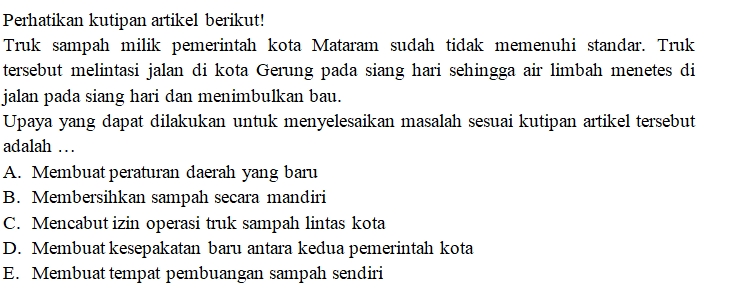 Perhatikan kutipan artikel berikut!
Truk sampah milik pemerintah kota Mataram sudah tidak memenuhi standar. Truk
tersebut melintasi jalan di kota Gerung pada siang hari sehingga air limbah menetes di
jalan pada siang hari dan menimbulkan bau.
Upaya yang dapat dilakukan untuk menyelesaikan masalah sesuai kutipan artikel tersebut
adalah …
A. Membuat peraturan daerah yang baru
B. Membersihkan sampah secara mandiri
C. Mencabut izin operasi truk sampah lintas kota
D. Membuat kesepakatan baru antara kedua pemerintah kota
E. Membuat tempat pembuangan sampah sendiri